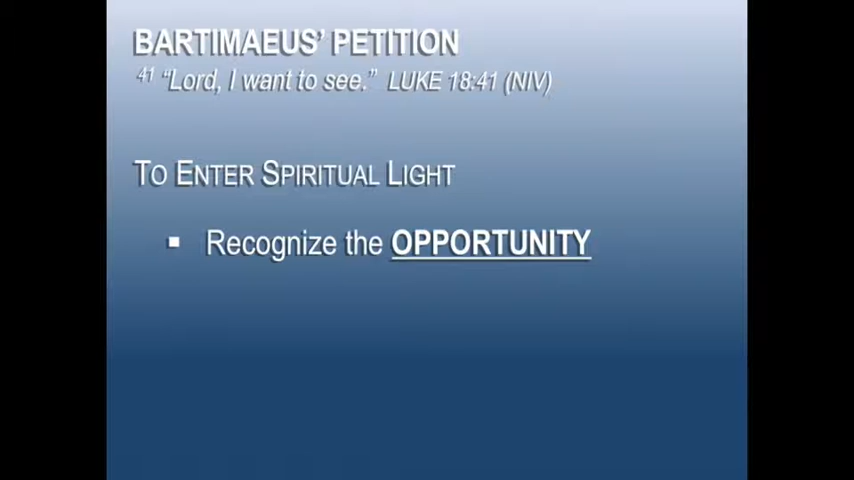 BARTIMAEUS’ PETITION
41 “Lord, I want to see.” LUKE 18:41 (NIV)
TO ENTER SPIRITUAL LIGHT
▪ Recognize the OPPORTUNITY